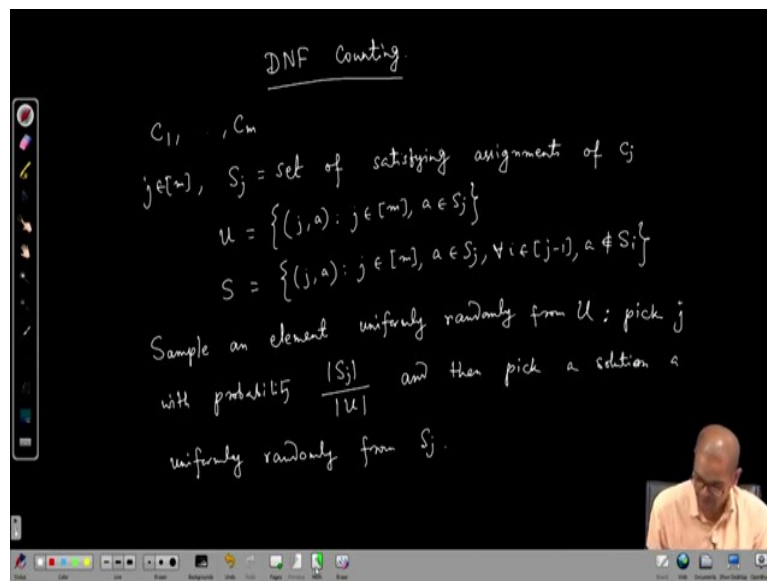 DNF Counting.
C1, . . , Cm
j ∈ [m], Sj = set of satisfying assignments of Cj
U = {(j, a) : j ∈ [m], a ∈ Sj}
S = {(j, a) : j ∈ [m], a ∈ Sj, ∀ i ∈ [j-1], a ∉ Si}
Sample an element uniformly randomly from U : pick j
with probability |Sj| / |U| and then pick a solution a
uniformly randomly from Sj.